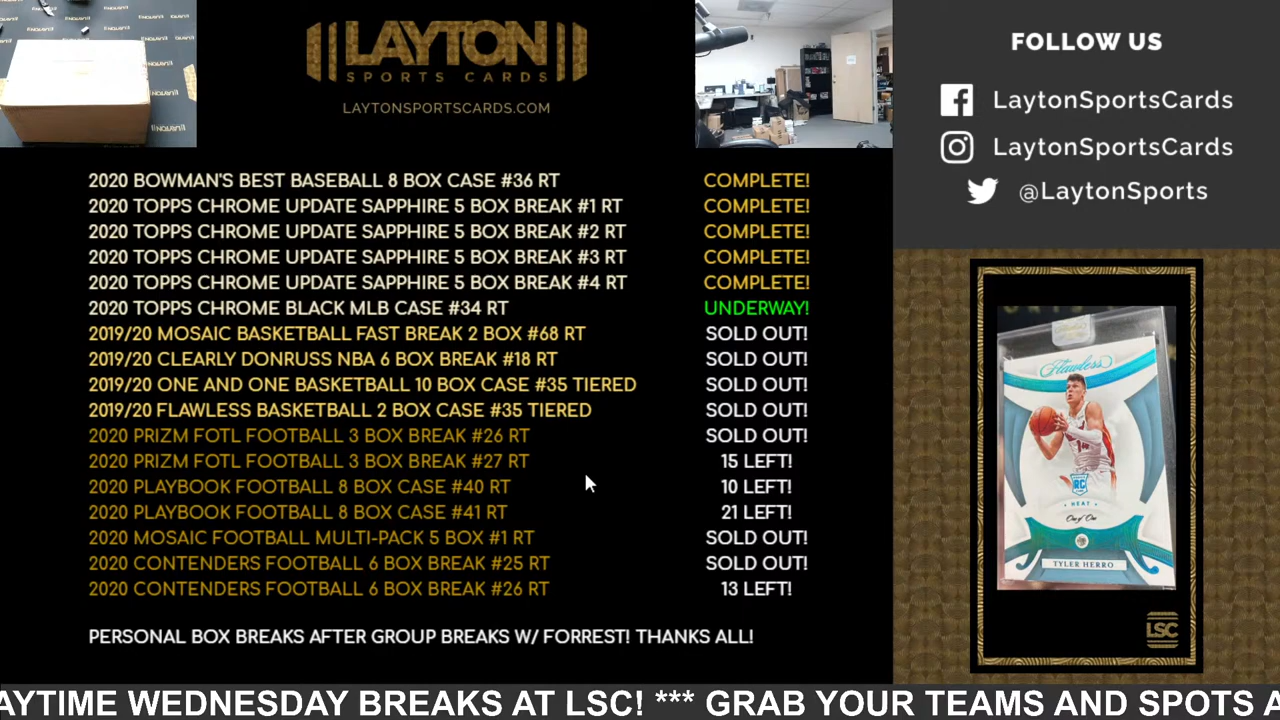 LAYTON
SPORTS CARDS
LAYTONSPORTSCARDS.COM
2020 BOWMAN'S BEST BASEBALL 8 BOX CASE #36 RT COMPLETE!
2020 TOPPS CHROME UPDATE SAPPHIRE 5 BOX BREAK #1 RT COMPLETE!
2020 TOPPS CHROME UPDATE SAPPHIRE 5 BOX BREAK #2 RT COMPLETE!
2020 TOPPS CHROME UPDATE SAPPHIRE 5 BOX BREAK #3 RT COMPLETE!
2020 TOPPS CHROME UPDATE SAPPHIRE 5 BOX BREAK #4 RT COMPLETE!
2020 TOPPS CHROME BLACK MLB CASE #34 RT UNDERWAY!
2019/20 MOSAIC BASKETBALL FAST BREAK 2 BOX #68 RT SOLD OUT!
2019/20 CLEARLY DONRUSS NBA 6 BOX BREAK #18 RT SOLD OUT!
2019/20 ONE AND ONE BASKETBALL 10 BOX CASE #35 TIERED SOLD OUT!
2019/20 FLAWLESS BASKETBALL 2 BOX CASE #35 TIERED SOLD OUT!
2020 PRIZM FOTL FOOTBALL 3 BOX BREAK #26 RT SOLD OUT!
2020 PRIZM FOTL FOOTBALL 3 BOX BREAK #27 RT 15 LEFT!
2020 PLAYBOOK FOOTBALL 8 BOX CASE #40 RT 10 LEFT!
2020 PLAYBOOK FOOTBALL 8 BOX CASE #41 RT 21 LEFT!
2020 MOSAIC FOOTBALL MULTI-PACK 5 BOX #1 RT SOLD OUT!
2020 CONTENDERS FOOTBALL 6 BOX BREAK #25 RT SOLD OUT!
2020 CONTENDERS FOOTBALL 6 BOX BREAK #26 RT 13 LEFT!
PERSONAL BOX BREAKS AFTER GROUP BREAKS W/ FORREST! THANKS ALL!
FOLLOW US
LaytonSportsCards
LaytonSportsCards
@LaytonSports
Flawless
RC
HEAT
One of One
TYLER HERRO
LSC
AYTIME WEDNESDAY BREAKS AT LSC! *** GRAB YOUR TEAMS AND SPOTS A